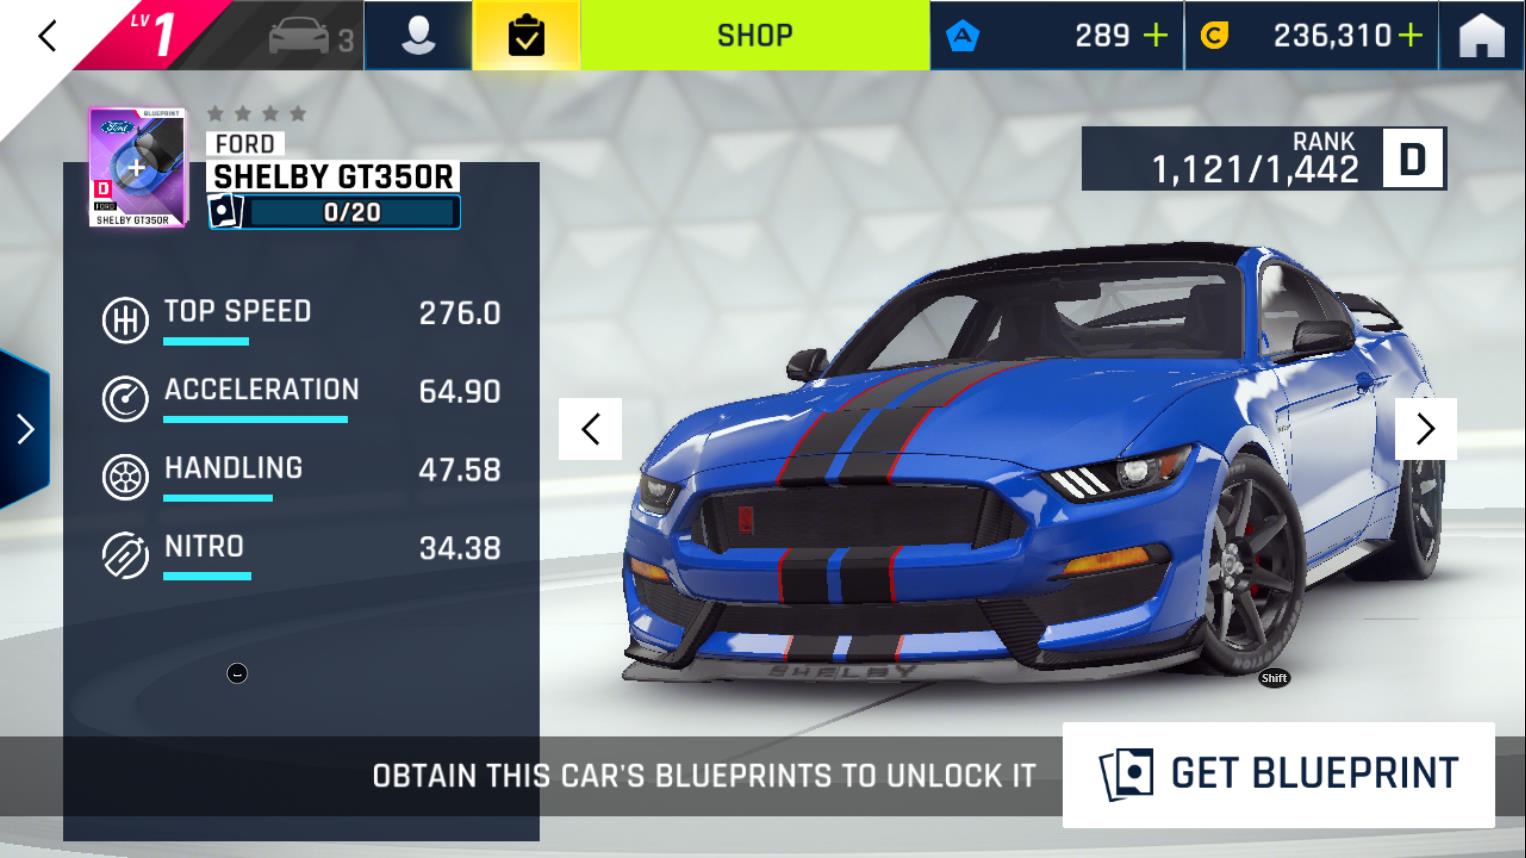 LV 1
3
SHOP
289 +
236,310 +
BLUEPRINT
Ford
D
FORD
SHELBY GT350R
FORD
SHELBY GT350R
0/20
RANK
1,121/1,442
D
TOP SPEED 276.0
ACCELERATION 64.90
HANDLING 47.58
NITRO 34.38
SHELBY
Shift
OBTAIN THIS CAR'S BLUEPRINTS TO UNLOCK IT
GET BLUEPRINT